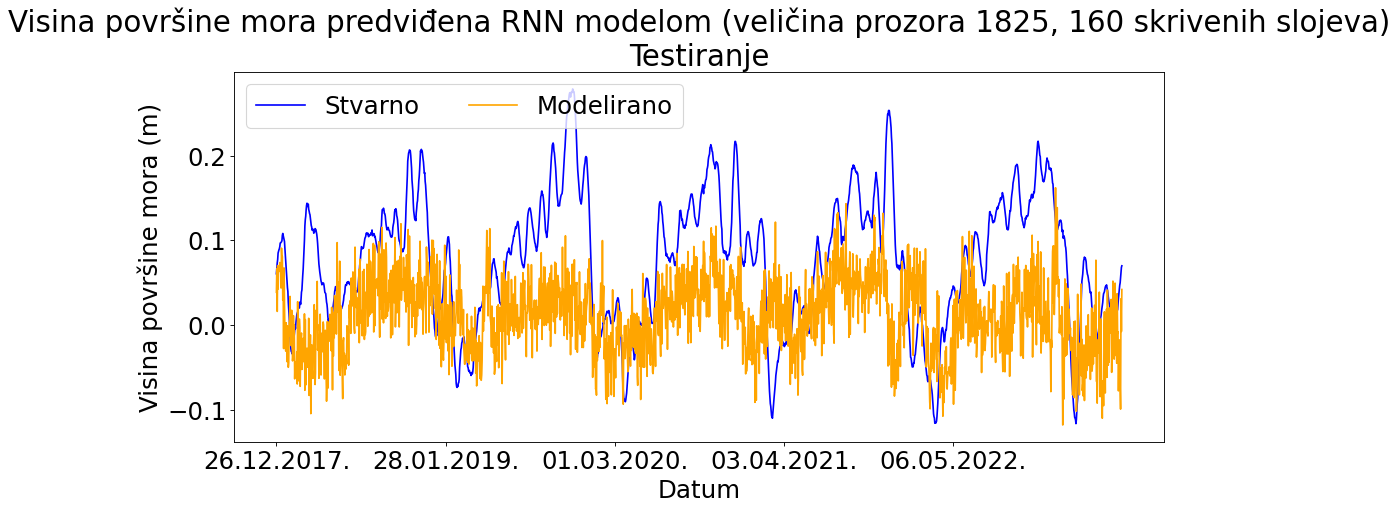 Visina površine mora predviđena RNN modelom (veličina prozora 1825, 160 skrivenih slojeva)
Testiranje
Stvarno
Modelirano
Visina površine mora (m)
0.2
0.1
0.0
−0.1
26.12.2017.
28.01.2019.
01.03.2020.
03.04.2021.
06.05.2022.
Datum